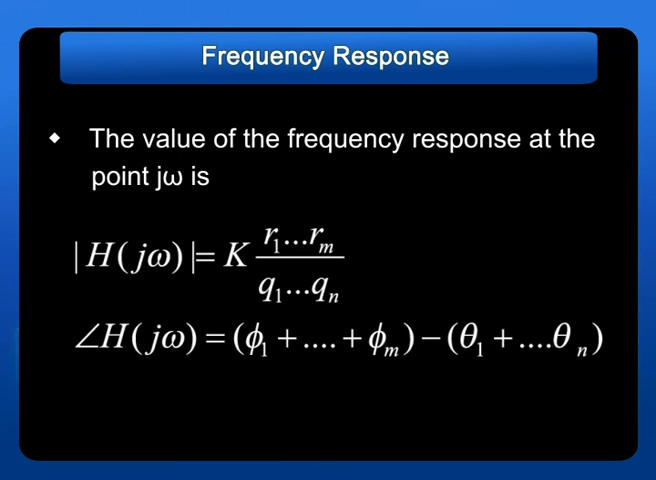 Frequency Response
◆ The value of the frequency response at the
point jω is
|H(jω)|= K r₁...rₘ / q₁...qₙ
∠H(jω) = (ϕ₁ +....+ϕₘ) − (θ₁ +....θₙ)